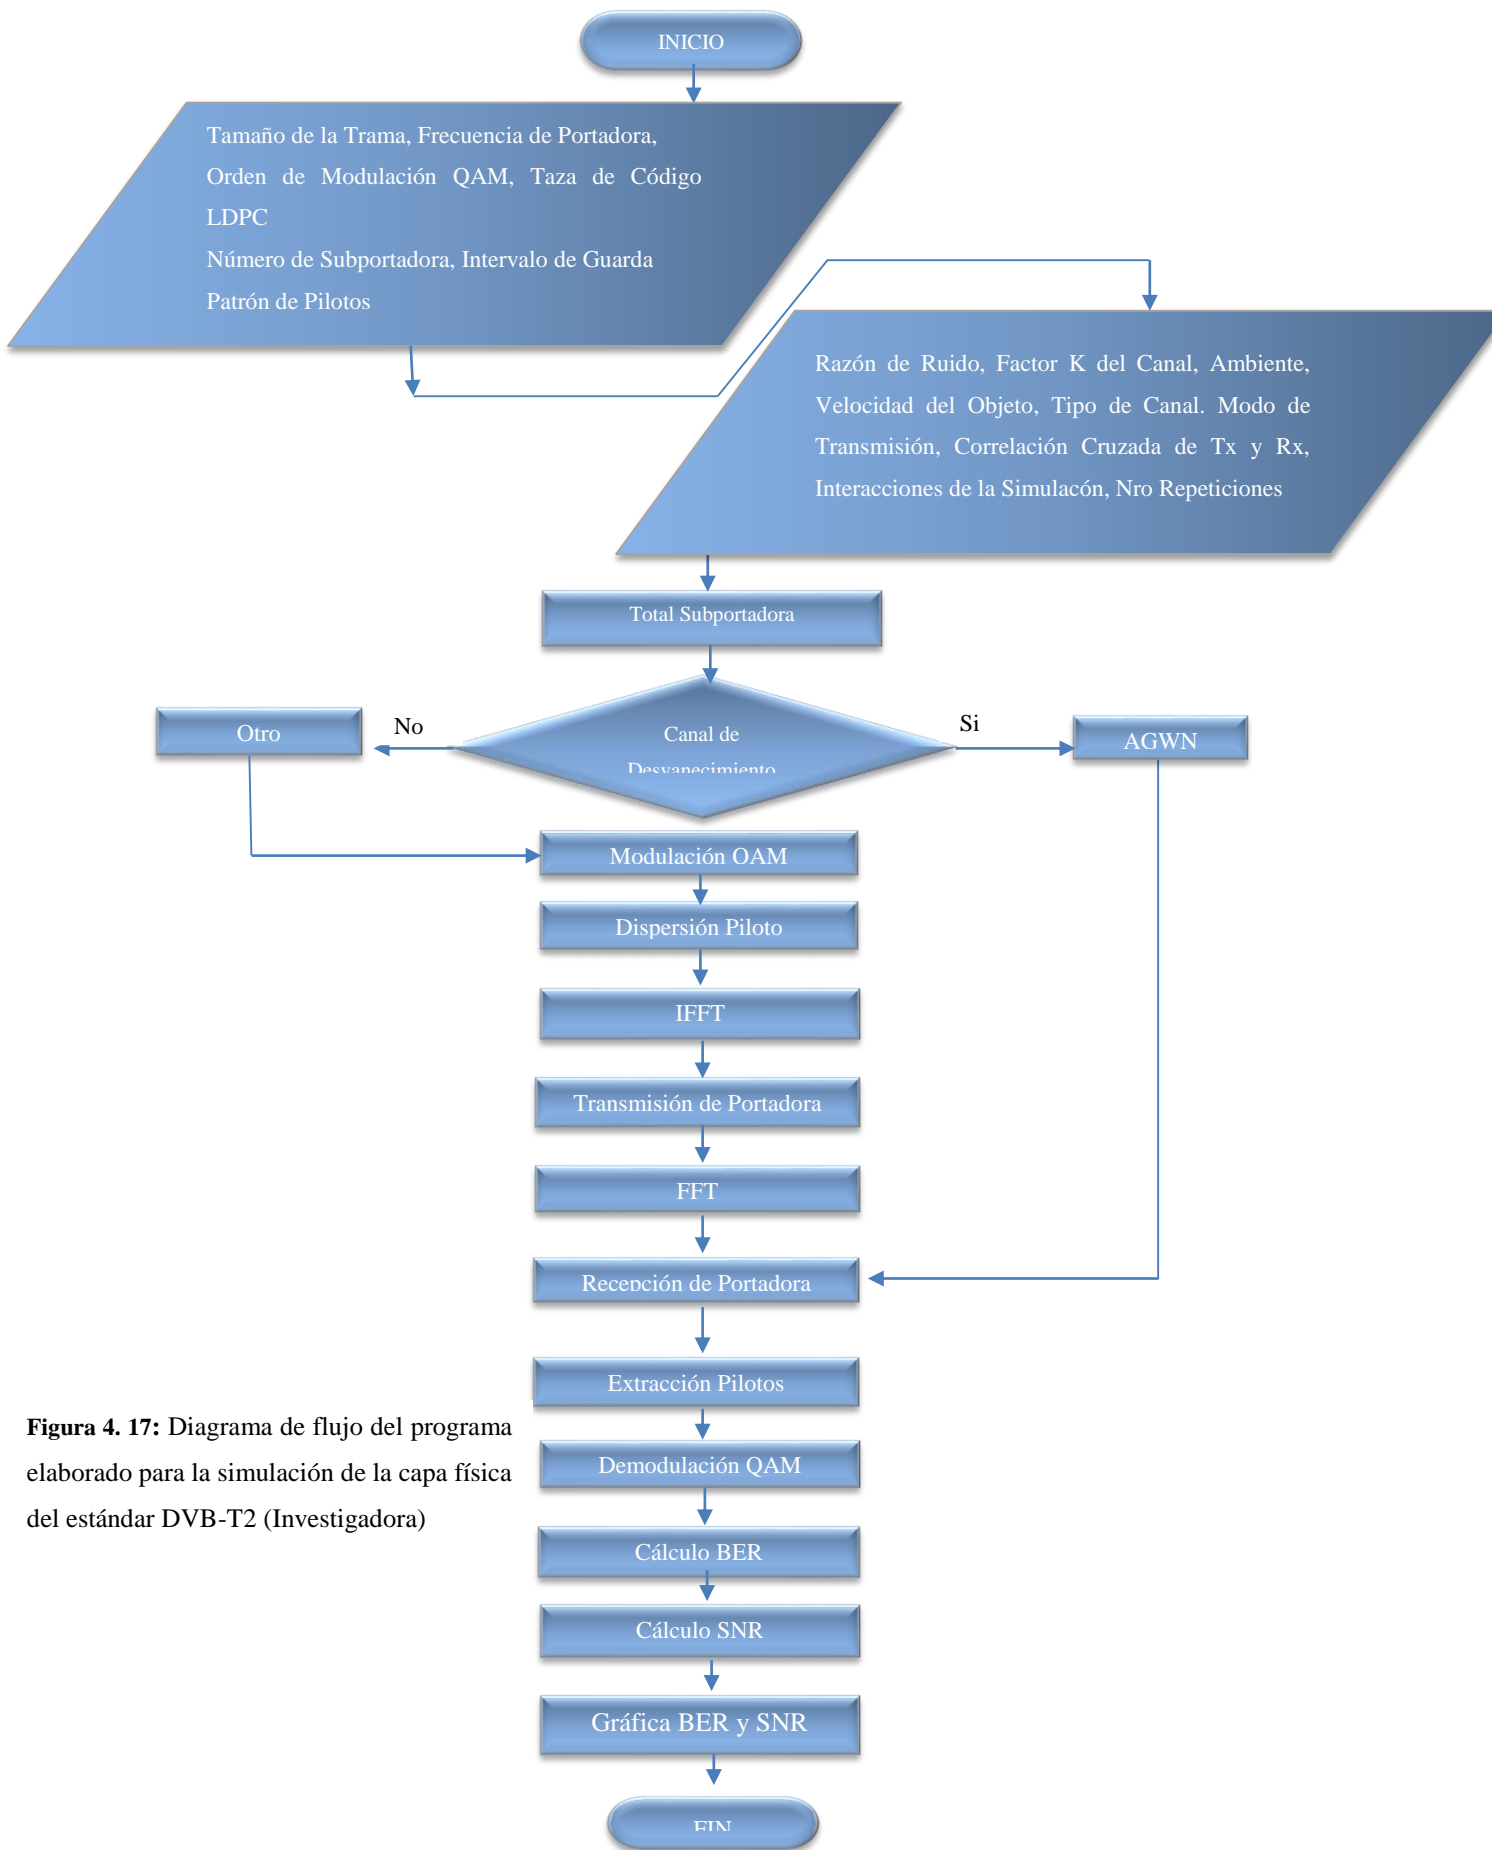 INICIO
Tamaño de la Trama, Frecuencia de Portadora,
Orden de Modulación QAM, Taza de Código
LDPC
Número de Subportadora, Intervalo de Guarda
Patrón de Pilotos
Razón de Ruido, Factor K del Canal, Ambiente,
Velocidad del Objeto, Tipo de Canal. Modo de
Transmisión, Correlación Cruzada de Tx y Rx,
Interacciones de la Simulacón, Nro Repeticiones
Total Subportadora
Canal de
Desvanecimiento
No
Si
Otro
AGWN
Modulación QAM
Dispersión Piloto
IFFT
Transmisión de Portadora
FFT
Recepción de Portadora
Extracción Pilotos
Demodulación QAM
Cálculo BER
Cálculo SNR
Gráfica BER y SNR
FIN
Figura 4. 17: Diagrama de flujo del programa
elaborado para la simulación de la capa física
del estándar DVB-T2 (Investigadora)